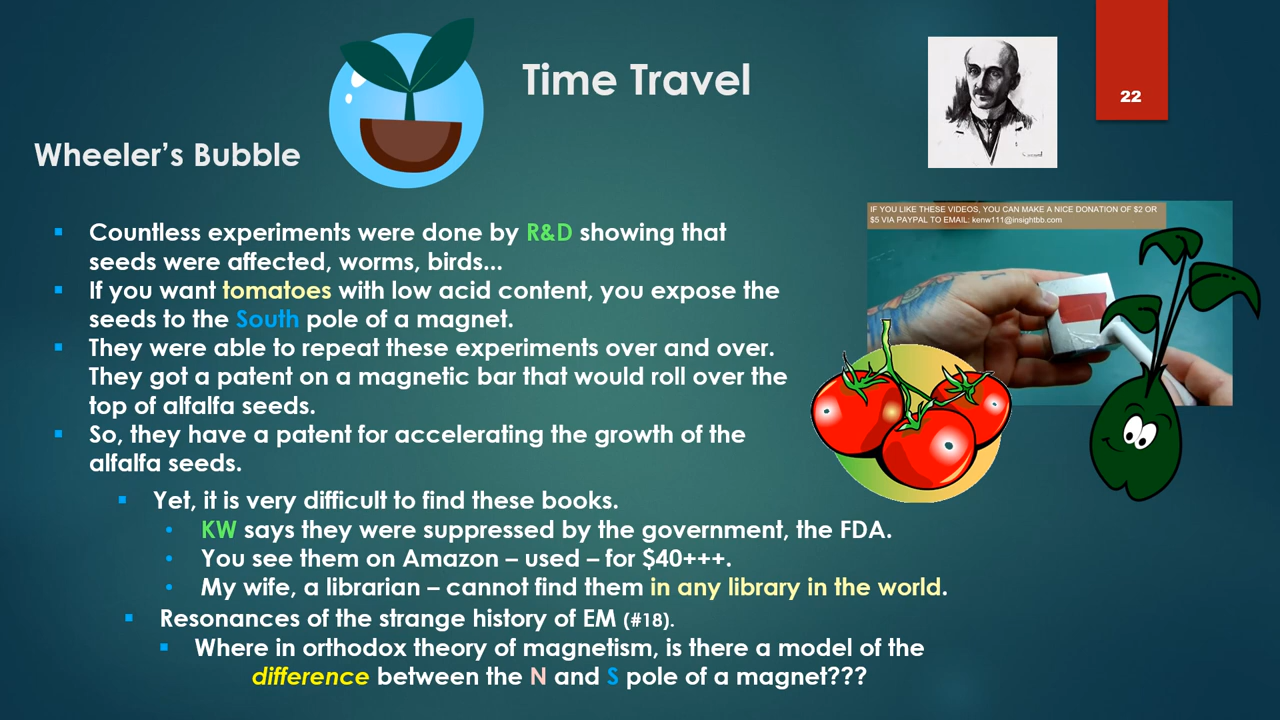 Time Travel
22
Wheeler's Bubble
IF YOU LIKE THESE VIDEOS, YOU CAN MAKE A NICE DONATION OF $2 OR
$5 VIA PAYPAL TO EMAIL: kenw111@insightbb.com
Countless experiments were done by R&D showing that
seeds were affected, worms, birds...
If you want tomatoes with low acid content, you expose the
seeds to the South pole of a magnet.
They were able to repeat these experiments over and over.
They got a patent on a magnetic bar that would roll over the
top of alfalfa seeds.
So, they have a patent for accelerating the growth of the
alfalfa seeds.
Yet, it is very difficult to find these books.
KW says they were suppressed by the government, the FDA.
You see them on Amazon – used – for $40+++.
My wife, a librarian – cannot find them in any library in the world.
Resonances of the strange history of EM (#18).
Where in orthodox theory of magnetism, is there a model of the
difference between the N and S pole of a magnet???